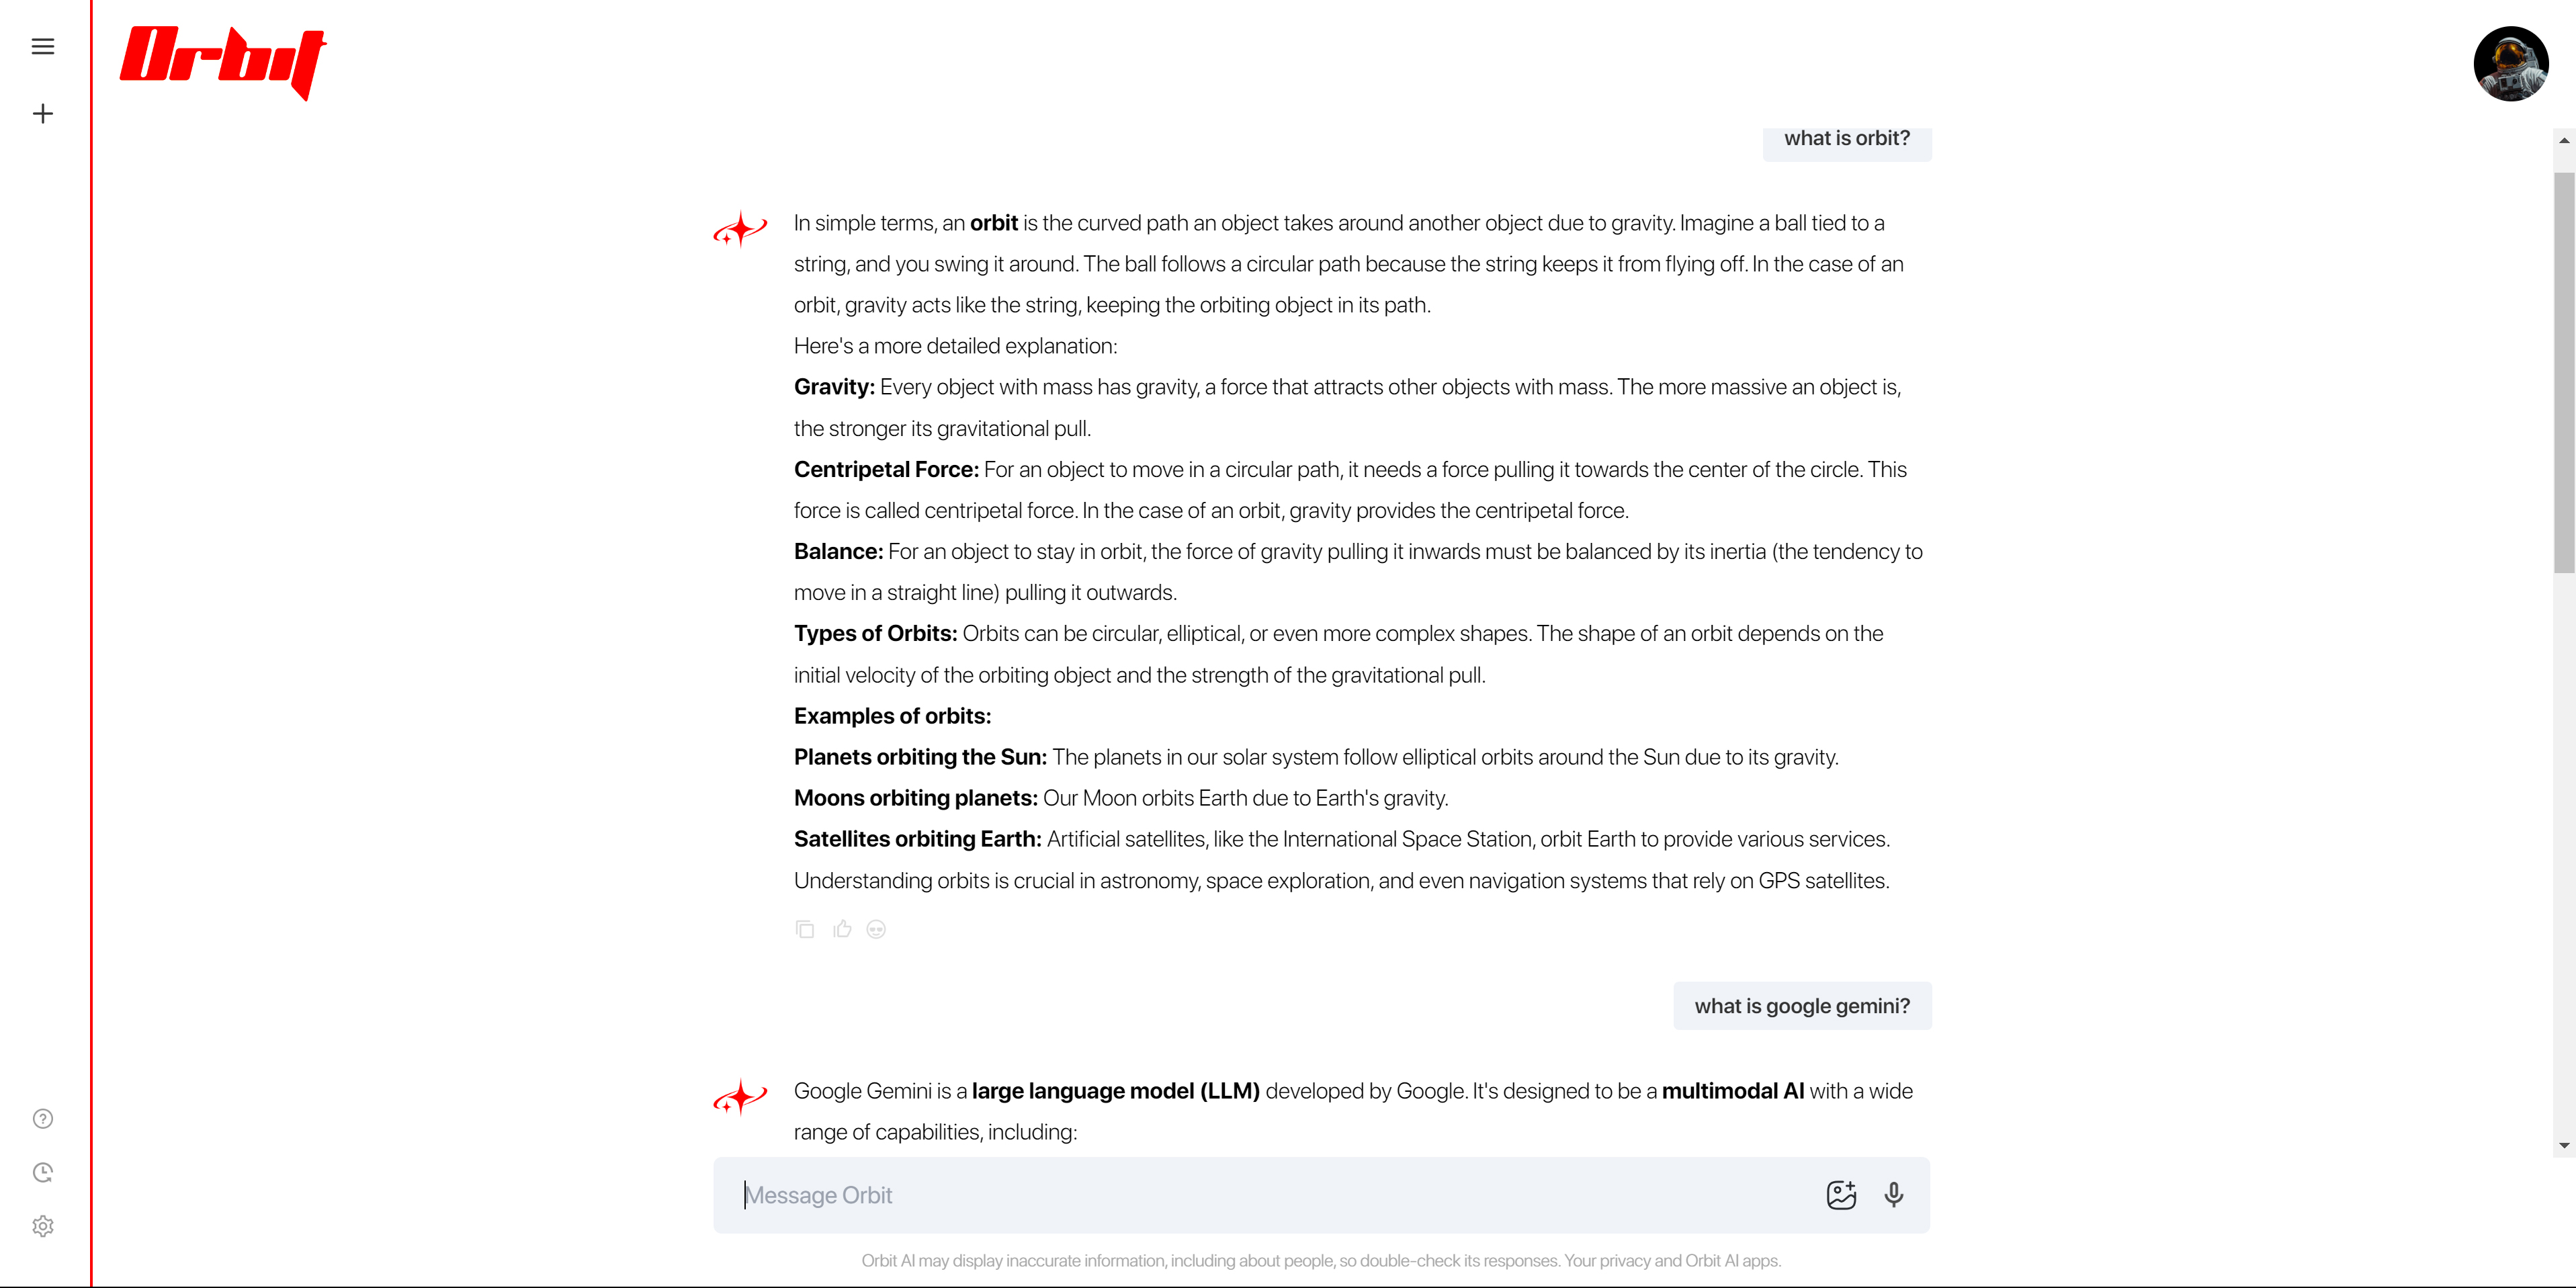 Orbit
what is orbit?
In simple terms, an orbit is the curved path an object takes around another object due to gravity. Imagine a ball tied to a
string, and you swing it around. The ball follows a circular path because the string keeps it from flying off. In the case of an
orbit, gravity acts like the string, keeping the orbiting object in its path.
Here's a more detailed explanation:
Gravity: Every object with mass has gravity, a force that attracts other objects with mass. The more massive an object is,
the stronger its gravitational pull.
Centripetal Force: For an object to move in a circular path, it needs a force pulling it towards the center of the circle. This
force is called centripetal force. In the case of an orbit, gravity provides the centripetal force.
Balance: For an object to stay in orbit, the force of gravity pulling it inwards must be balanced by its inertia (the tendency to
move in a straight line) pulling it outwards.
Types of Orbits: Orbits can be circular, elliptical, or even more complex shapes. The shape of an orbit depends on the
initial velocity of the orbiting object and the strength of the gravitational pull.
Examples of orbits:
Planets orbiting the Sun: The planets in our solar system follow elliptical orbits around the Sun due to its gravity.
Moons orbiting planets: Our Moon orbits Earth due to Earth's gravity.
Satellites orbiting Earth: Artificial satellites, like the International Space Station, orbit Earth to provide various services.
Understanding orbits is crucial in astronomy, space exploration, and even navigation systems that rely on GPS satellites.
what is google gemini?
Google Gemini is a large language model (LLM) developed by Google. It's designed to be a multimodal AI with a wide
range of capabilities, including:
Message Orbit
Orbit AI may display inaccurate information, including about people, so double-check its responses. Your privacy and Orbit AI apps.